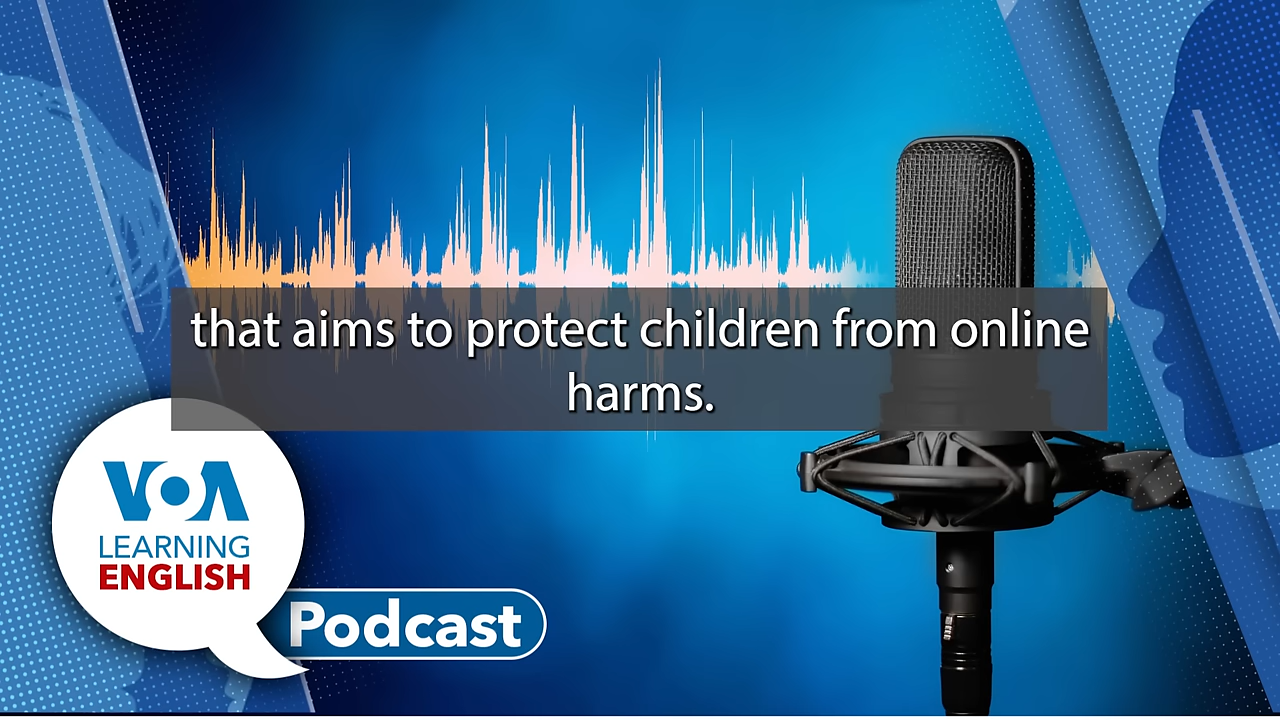 that aims to protect children from online
harms.
VOA
LEARNING
ENGLISH
Podcast